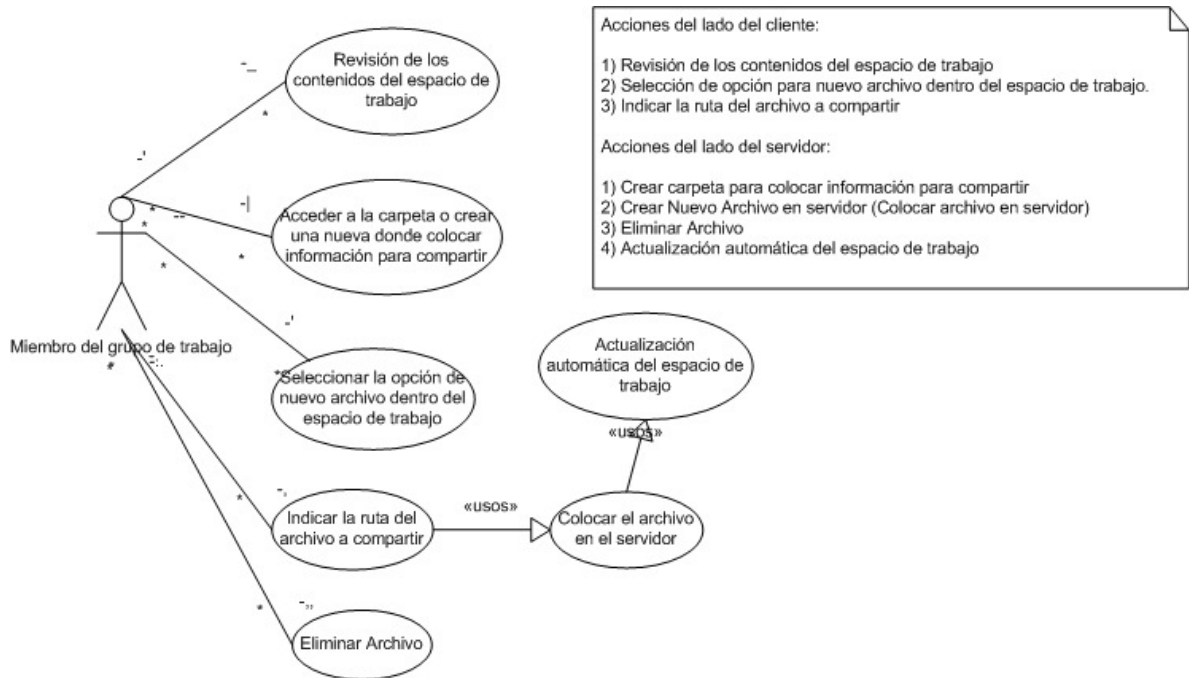 Revisión de los
contenidos del espacio de
trabajo
Acciones del lado del cliente:
1) Revisión de los contenidos del espacio de trabajo
2) Selección de opción para nuevo archivo dentro del espacio de trabajo.
3) Indicar la ruta del archivo a compartir
Acciones del lado del servidor:
1) Crear carpeta para colocar información para compartir
2) Crear Nuevo Archivo en servidor (Colocar archivo en servidor)
3) Eliminar Archivo
4) Actualización automática del espacio de trabajo
Acceder a la carpeta o crear
una nueva donde colocar
información para compartir
Miembro del grupo de trabajo
Seleccionar la opción de
nuevo archivo dentro del
espacio de trabajo
Actualización
automática del espacio de
trabajo
«usos»
Indicar la ruta del
archivo a compartir
«usos»
Colocar el archivo
en el servidor
Eliminar Archivo